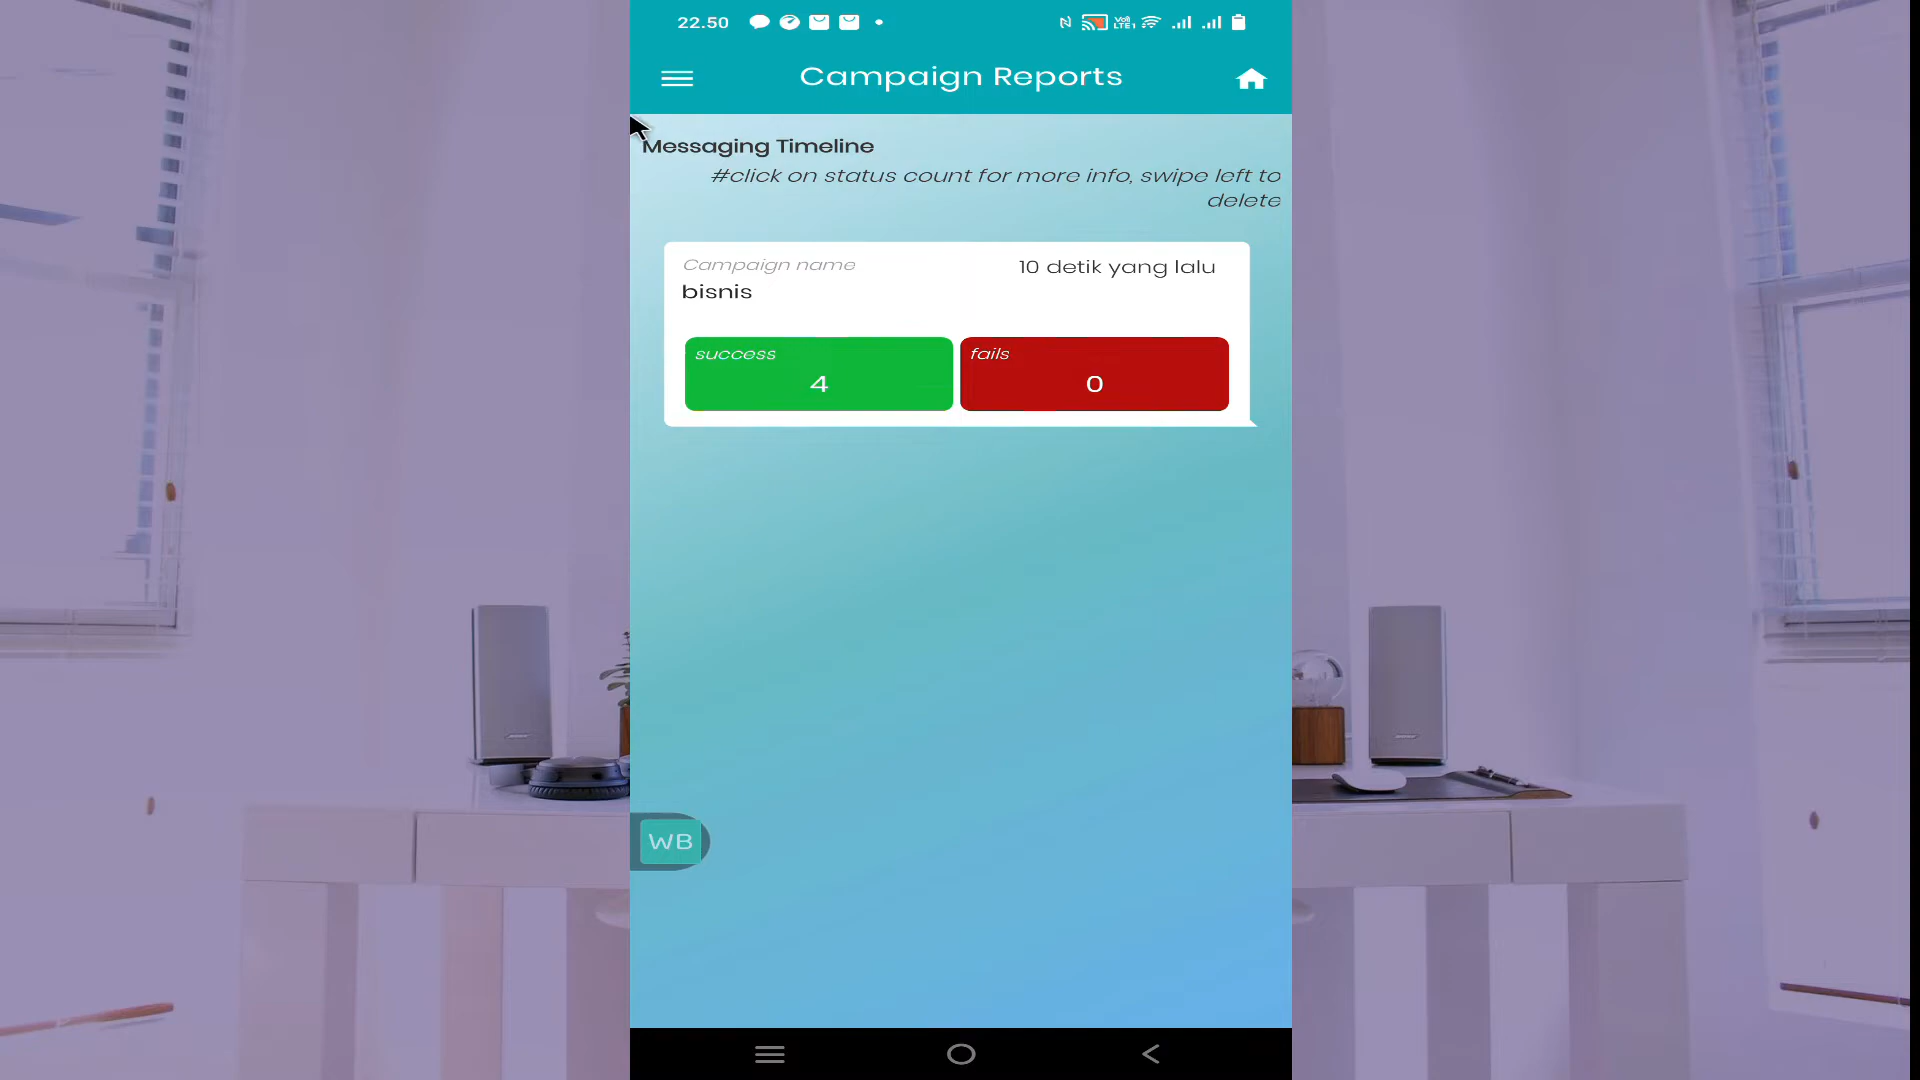 22.50
Campaign Reports
Messaging Timeline
#click on status count for more info, swipe left to
delete
Campaign name
10 detik yang lalu
bisnis
success
fails
4
0
WB